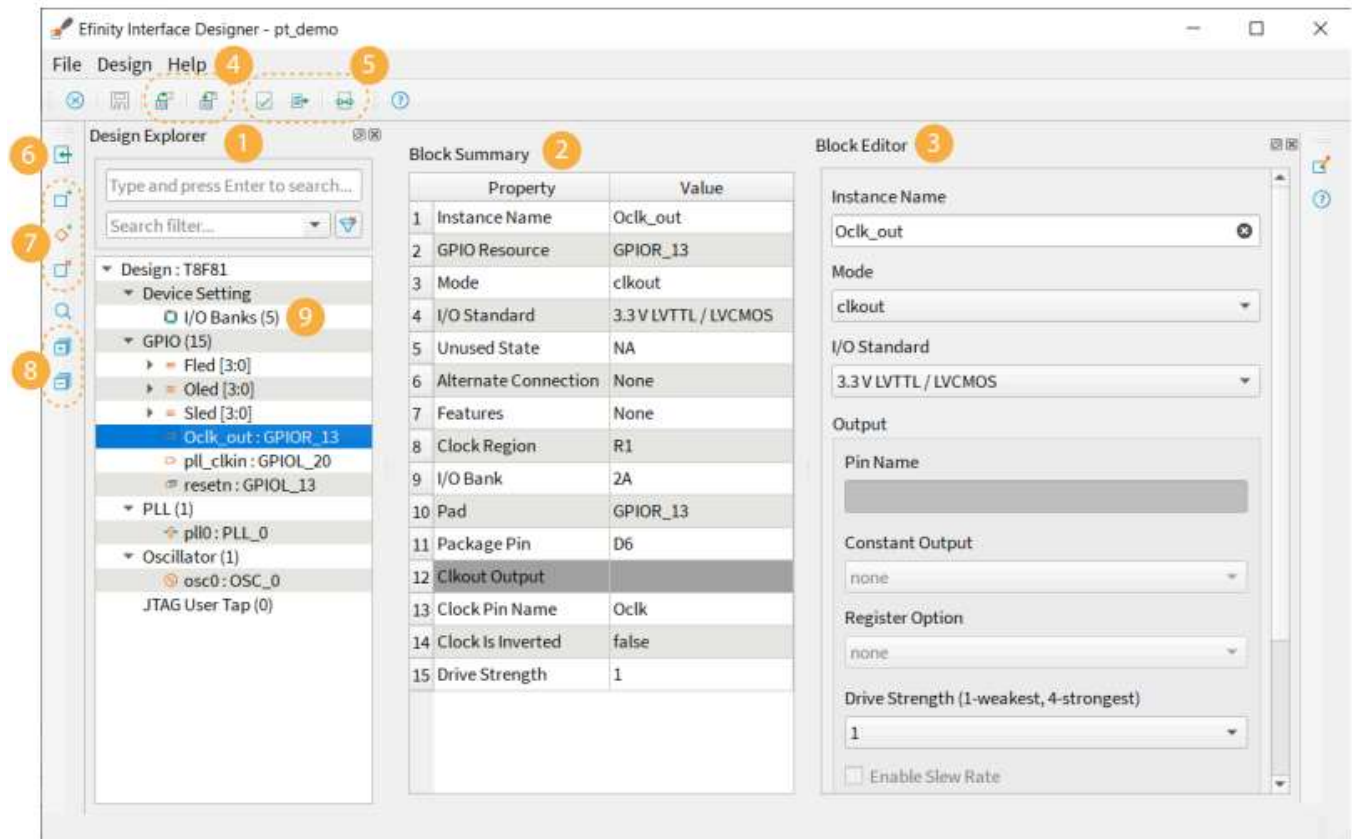 Efinity Interface Designer - pt_demo
File Design Help
4
5
6
7
8
Design Explorer 1
Type and press Enter to search...
Search filter...
Design : T8F81
Device Setting
I/O Banks (5) 9
GPIO (15)
Fled [3:0]
Oled [3:0]
Sled [3:0]
Oclk_out : GPIOR_13
pll_clkin : GPIOL_20
resetn : GPIOL_13
PLL (1)
pll0 : PLL_0
Oscillator (1)
osc0 : OSC_0
JTAG User Tap (0)
Block Summary 2
Property Value
1 Instance Name Oclk_out
2 GPIO Resource GPIOR_13
3 Mode clkout
4 I/O Standard 3.3 V LVTTL / LVCMOS
5 Unused State NA
6 Alternate Connection None
7 Features None
8 Clock Region R1
9 I/O Bank 2A
10 Pad GPIOR_13
11 Package Pin D6
12 Clkout Output
13 Clock Pin Name Oclk
14 Clock Is Inverted false
15 Drive Strength 1
Block Editor 3
Instance Name
Oclk_out
Mode
clkout
I/O Standard
3.3 V LVTTL / LVCMOS
Output
Pin Name
Constant Output
none
Register Option
none
Drive Strength (1-weakest, 4-strongest)
1
Enable Slew Rate